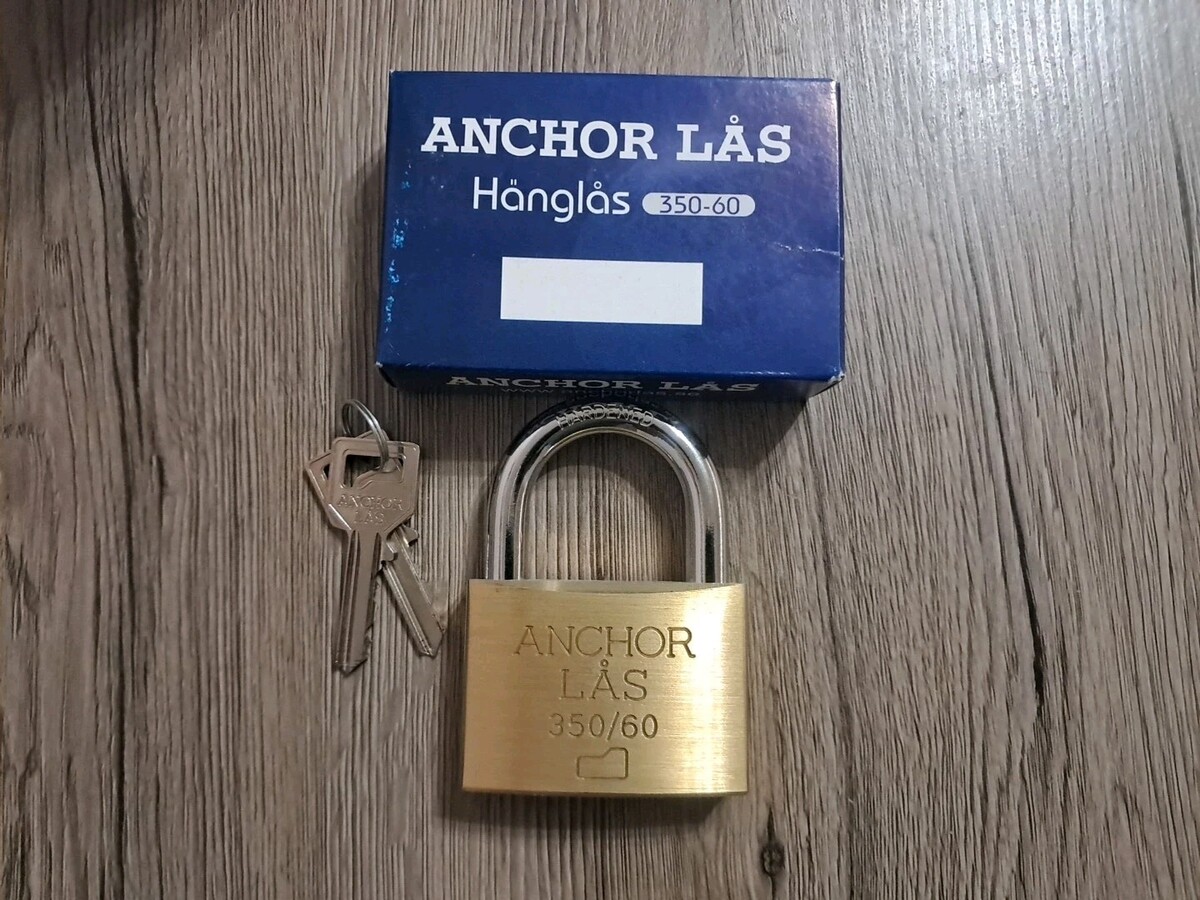 ANCHOR LÅS
Hänglås 350-60
ANCHOR LÅS
HARDENED
ANCHOR
LÅS
ANCHOR
LÅS
350/60